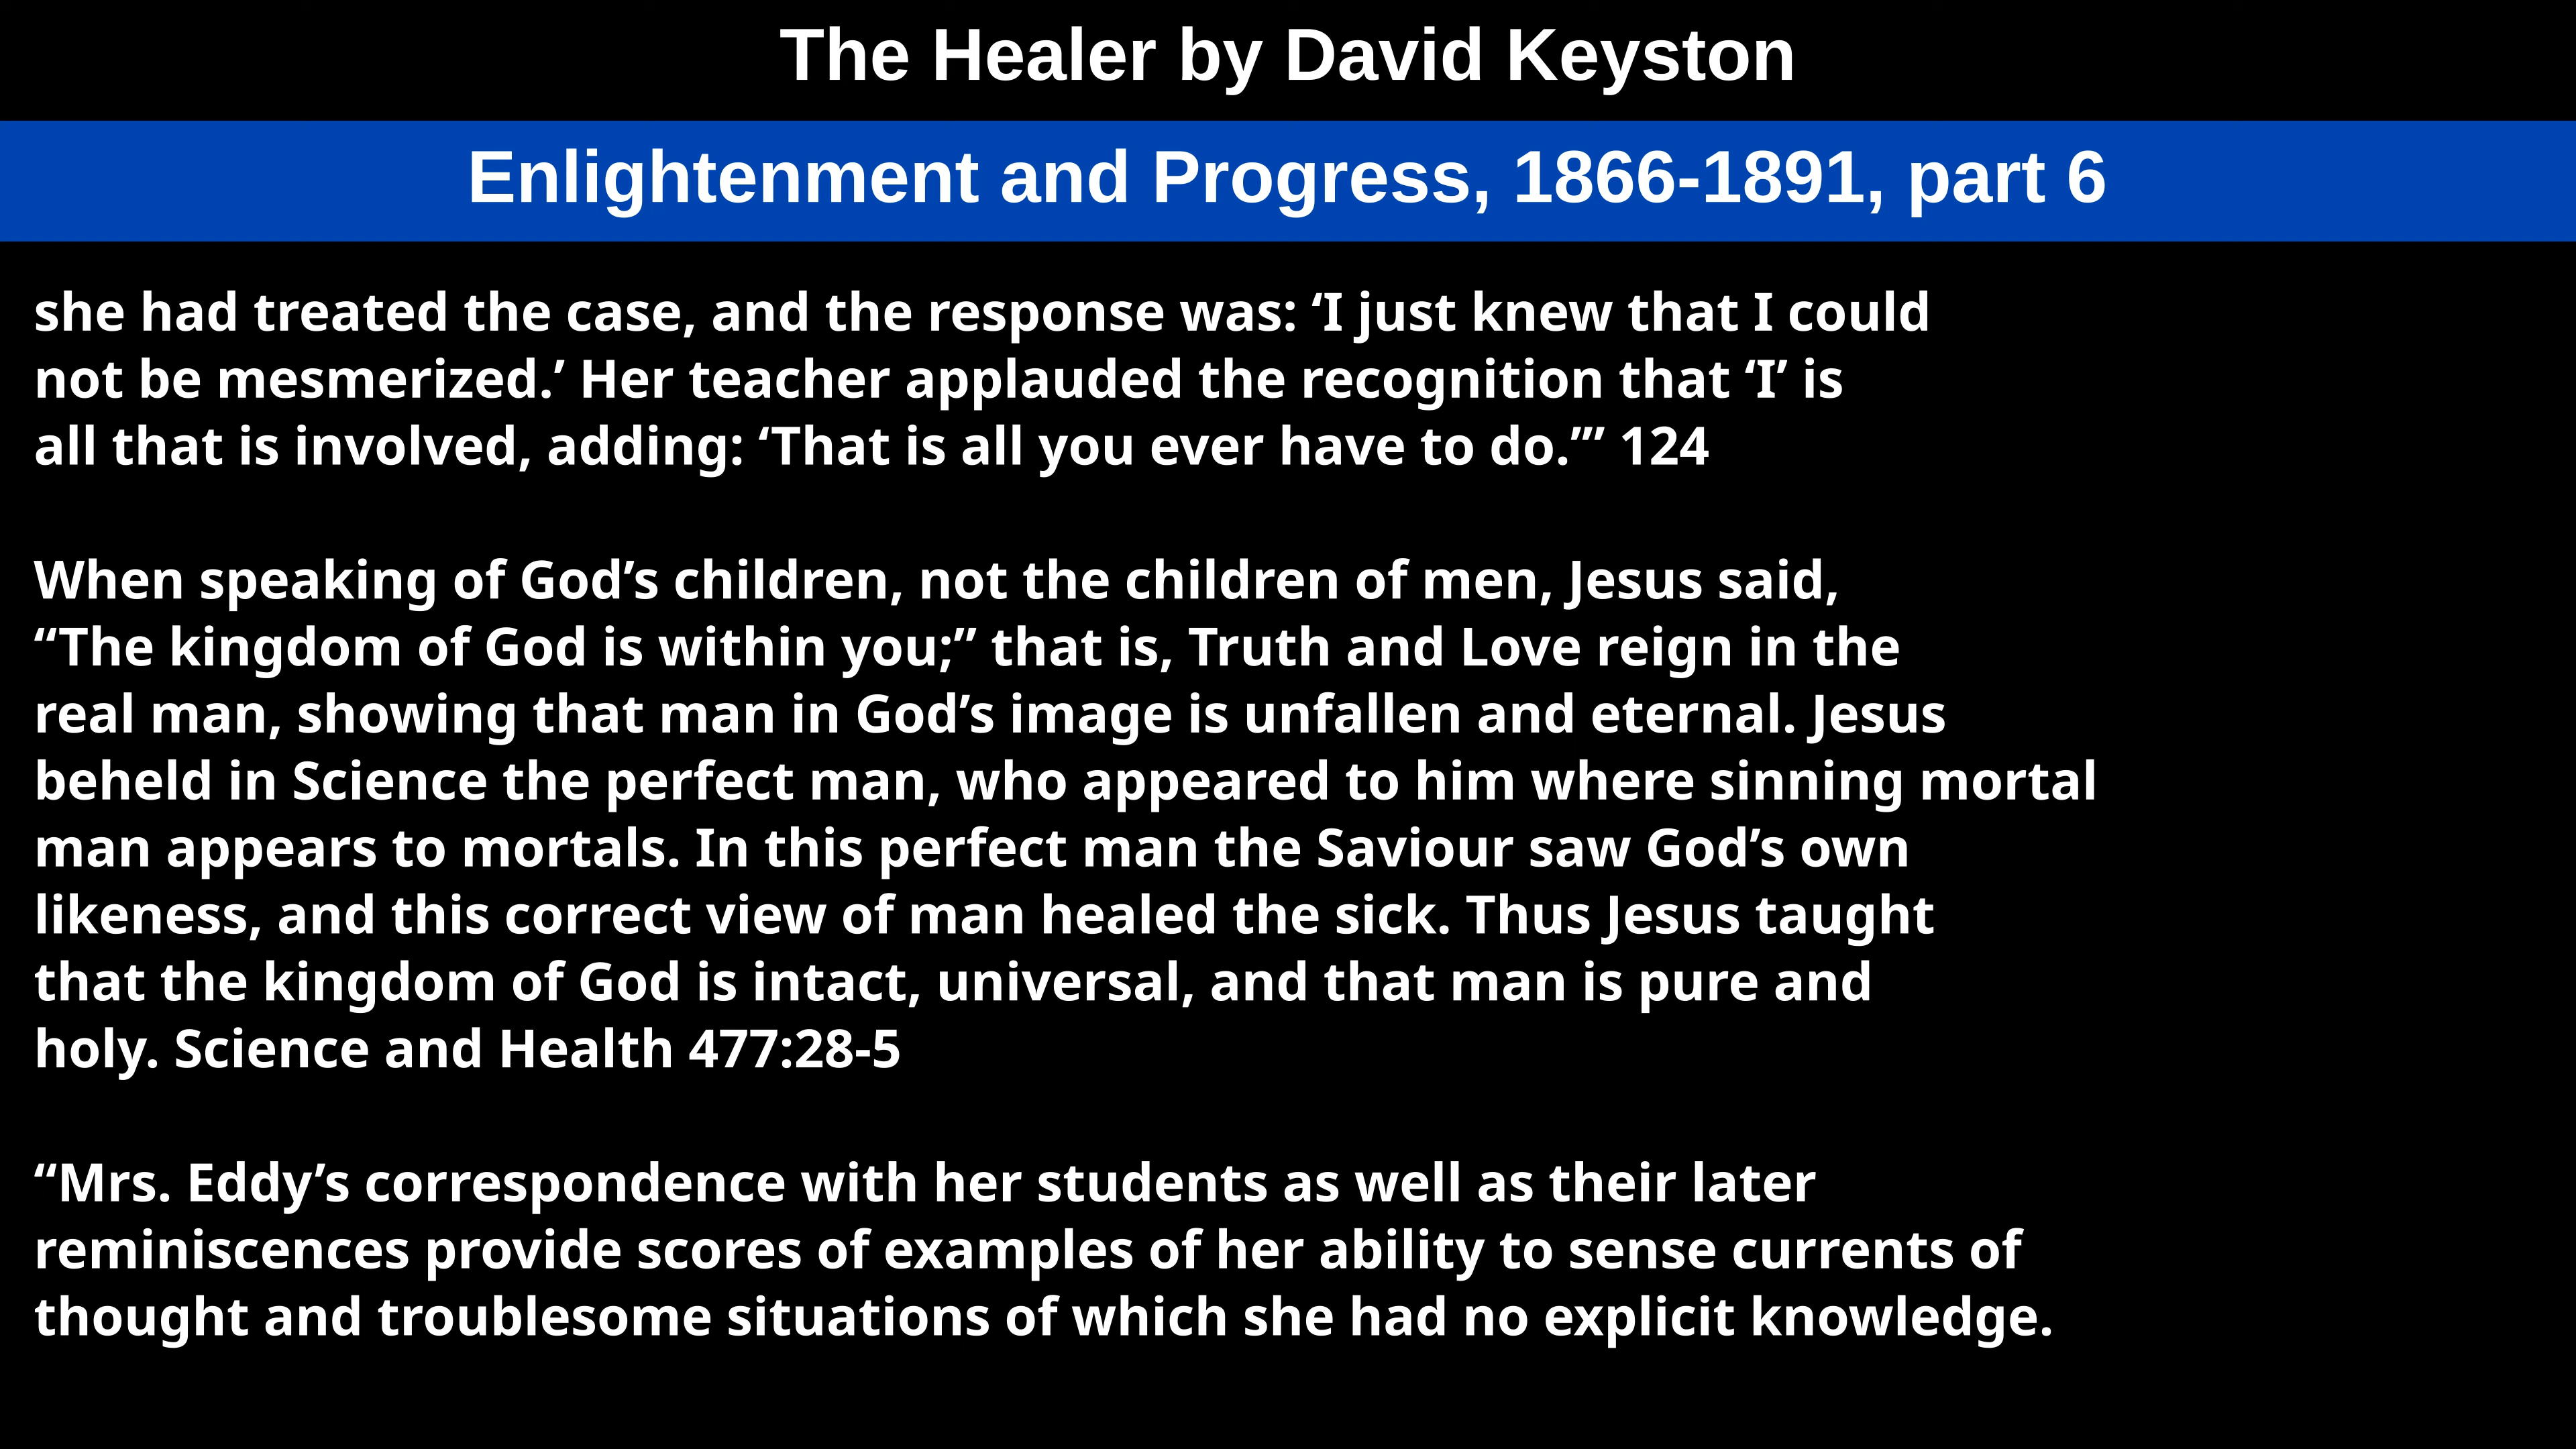 The Healer by David Keyston
Enlightenment and Progress, 1866-1891, part 6
she had treated the case, and the response was: ‘I just knew that I could
not be mesmerized.’ Her teacher applauded the recognition that ‘I’ is
all that is involved, adding: ‘That is all you ever have to do.’” 124
When speaking of God’s children, not the children of men, Jesus said,
“The kingdom of God is within you;” that is, Truth and Love reign in the
real man, showing that man in God’s image is unfallen and eternal. Jesus
beheld in Science the perfect man, who appeared to him where sinning mortal
man appears to mortals. In this perfect man the Saviour saw God’s own
likeness, and this correct view of man healed the sick. Thus Jesus taught
that the kingdom of God is intact, universal, and that man is pure and
holy. Science and Health 477:28-5
“Mrs. Eddy’s correspondence with her students as well as their later
reminiscences provide scores of examples of her ability to sense currents of
thought and troublesome situations of which she had no explicit knowledge.